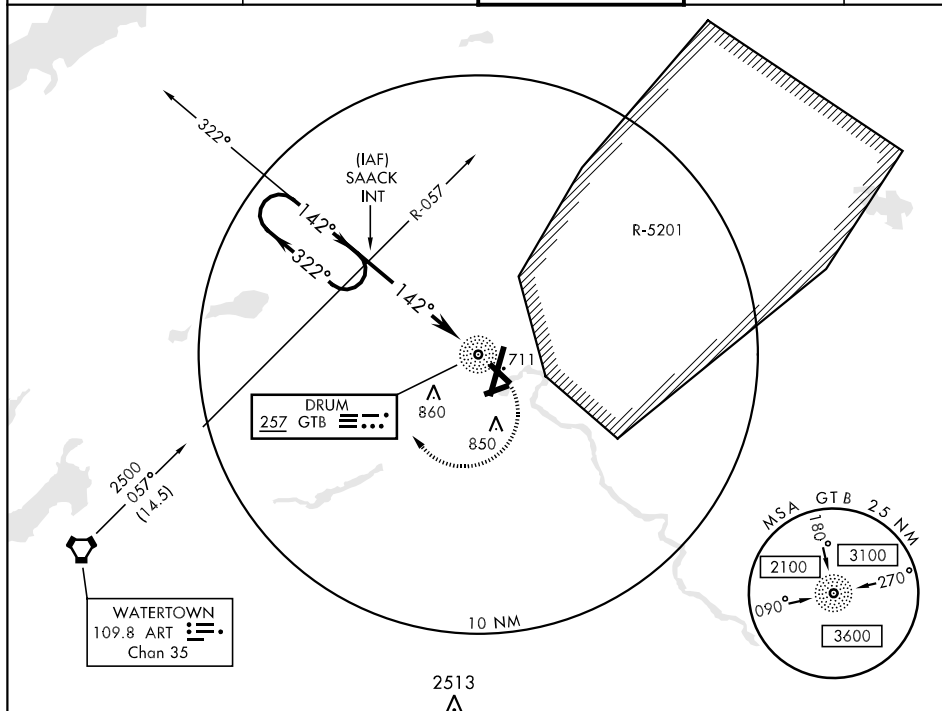 322°
(IAF)
SAACK
INT
R-057
142°
322°
142°
R-5201
711
DRUM
257 GTB
860
850
2500
057°
(14.5)
WATERTOWN
109.8 ART
Chan 35
10 NM
MSA GTB 25 NM
180°
3100
2100
270°
090°
3600
2513